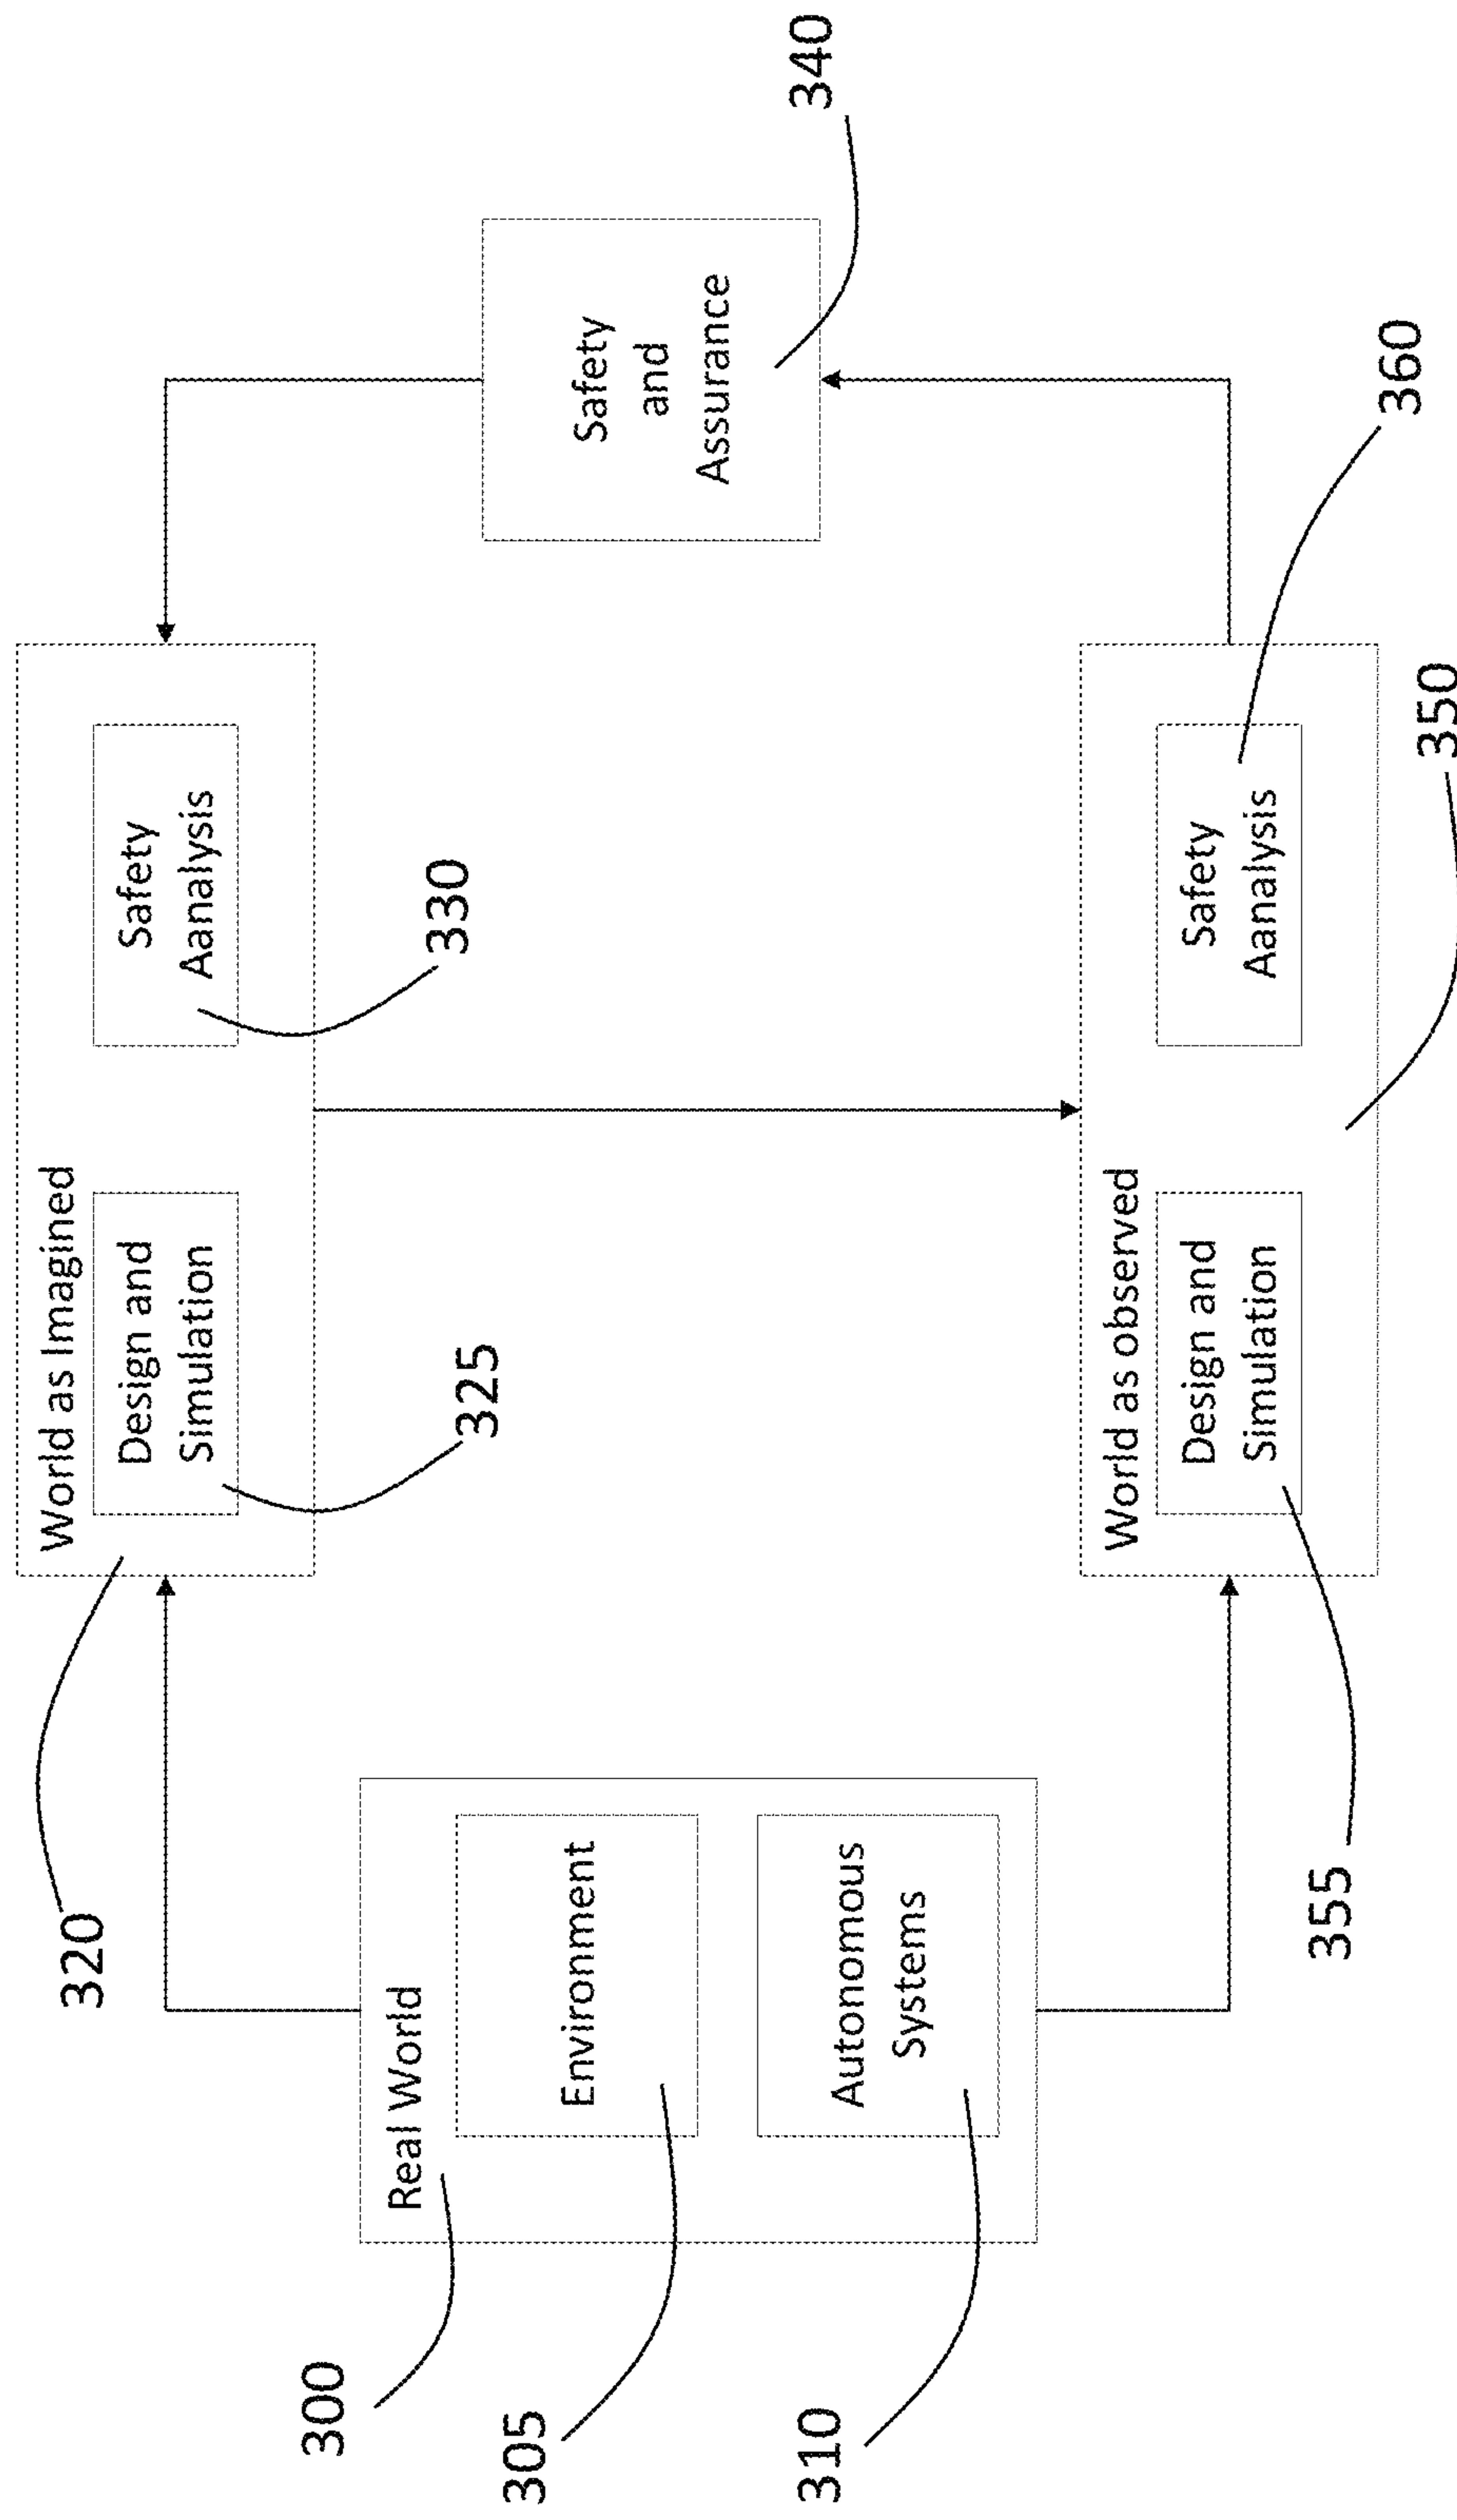 320
World as Imagined
Design and
Simulation
325
Safety
Aanalysis
330
300
Real World
305
Environment
310
Autonomous
Systems
Safety
and
Assurance
340
World as observed
Design and
Simulation
355
Safety
Aanalysis
360
350